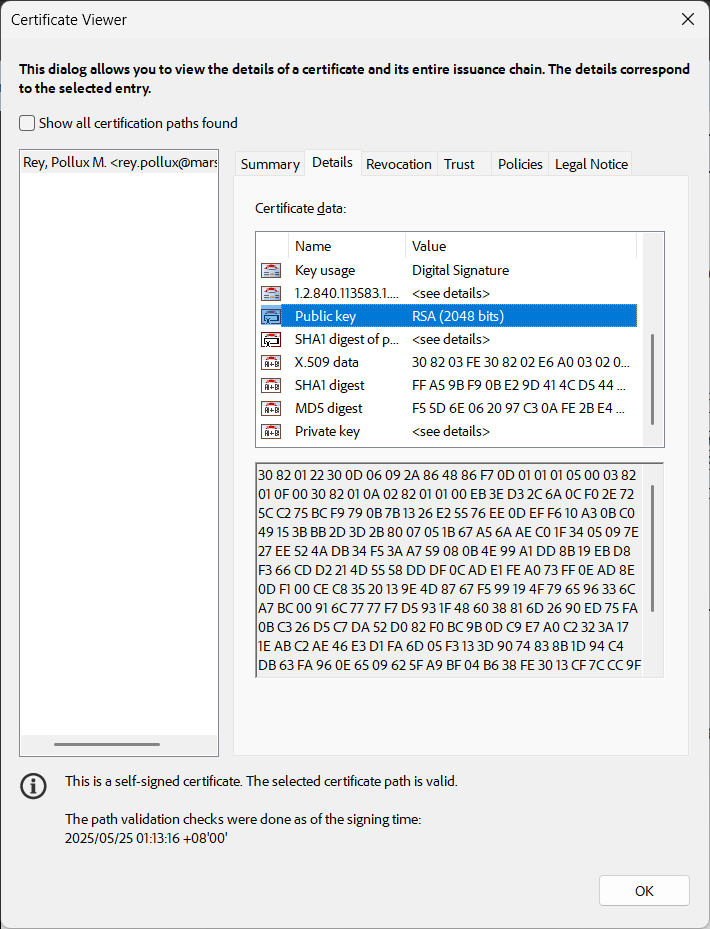 Certificate Viewer
This dialog allows you to view the details of a certificate and its entire issuance chain. The details correspond
to the selected entry.
Show all certification paths found
Rey, Pollux M. <rey.pollux@mars
Summary Details Revocation Trust Policies Legal Notice
Certificate data:
Name Value
Key usage Digital Signature
1.2.840.113583.1.... <see details>
Public key RSA (2048 bits)
SHA1 digest of p... <see details>
X.509 data 30 82 03 FE 30 82 02 E6 A0 03 02 0...
SHA1 digest FF A5 9B F9 0B E2 9D 41 4C D5 44 ...
MD5 digest F5 5D 6E 06 20 97 C3 0A FE 2B E4 ...
Private key <see details>
30 82 01 22 30 0D 06 09 2A 86 48 86 F7 0D 01 01 01 05 00 03 82
01 0F 00 30 82 01 0A 02 82 01 01 00 EB 3E D3 2C 6A 0C F0 2E 72
5C C2 75 BC F9 79 0B 7B 13 26 E2 55 76 EE 0D EF F6 10 A3 0B C0
49 15 3B BB 2D 3D 2B 80 07 05 1B 67 A5 6A AE C0 1F 34 05 09 7E
27 EE 52 4A DB 34 F5 3A A7 59 08 0B 4E 99 A1 DD 8B 19 EB D8
F3 66 CD D2 21 4D 55 58 DD DF 0C AD E1 FE A0 73 FF 0E AD 8E
0D F1 00 CE C8 35 20 13 9E 4D 87 67 F5 99 19 4F 79 65 96 33 6C
A7 BC 00 91 6C 77 77 F7 D5 93 1F 48 60 38 81 6D 26 90 ED 75 FA
0B C3 26 D5 C7 DA 52 D0 82 F0 BC 9B 0D C9 E7 A0 C2 32 3A 17
1E AB C2 AE 46 E3 D1 FA 6D 05 F3 13 3D 90 74 83 8B 1D 94 C4
DB 63 FA 96 0E 65 09 62 5F A9 BF 04 B6 38 FE 30 13 CF 7C CC 9F
This is a self-signed certificate. The selected certificate path is valid.
The path validation checks were done as of the signing time:
2025/05/25 01:13:16 +08'00'
OK